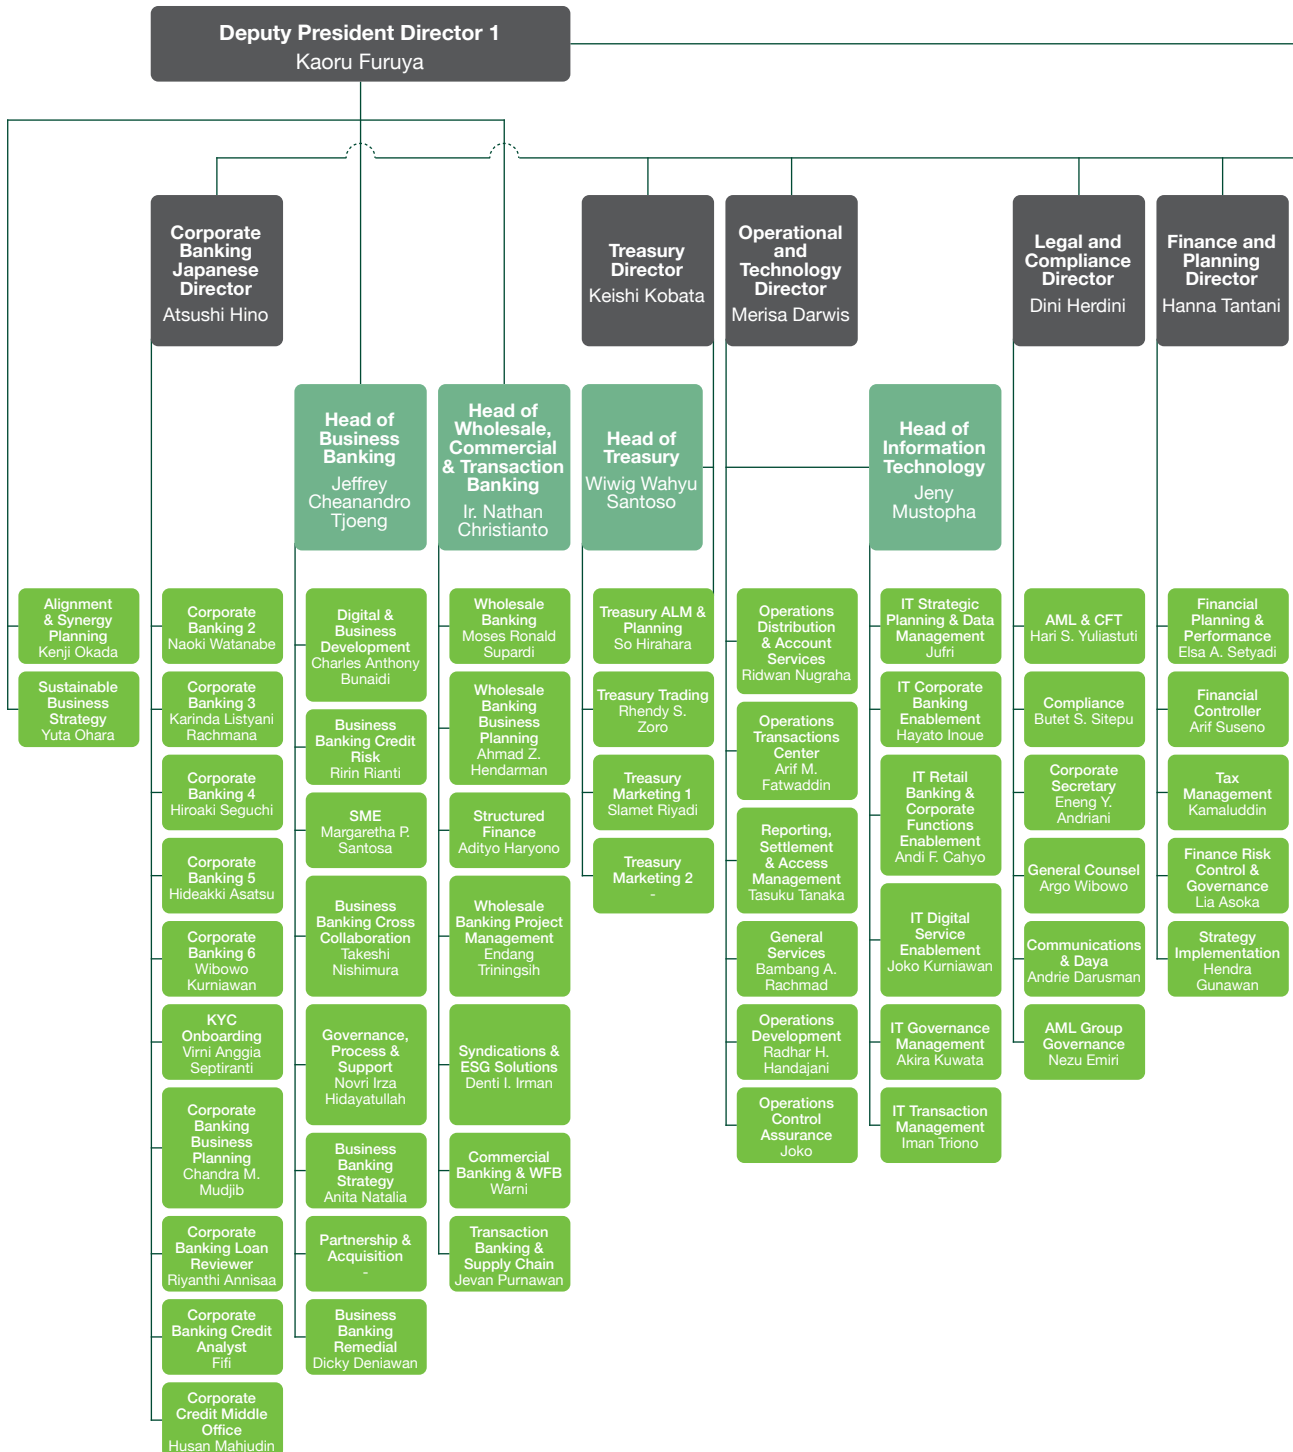 Deputy President Director 1
Kaoru Furuya
Corporate
Banking
Japanese
Director
Atsushi Hino
Treasury
Director
Keishi Kobata
Operational
and
Technology
Director
Merisa Darwis
Legal and
Compliance
Director
Dini Herdini
Finance and
Planning
Director
Hanna Tantani
Head of
Business
Banking
Jeffrey
Cheanandro
Tjoeng
Head of
Wholesale,
Commercial
& Transaction
Banking
Ir. Nathan
Christianto
Head of
Treasury
Wiwig Wahyu
Santoso
Head of
Information
Technology
Jeny
Mustopha
Alignment
& Synergy
Planning
Kenji Okada
Sustainable
Business
Strategy
Yuta Ohara
Corporate
Banking 2
Naoki Watanabe
Corporate
Banking 3
Karinda Listyani
Rachmana
Corporate
Banking 4
Hiroaki Seguchi
Corporate
Banking 5
Hideakki Asatsu
Corporate
Banking 6
Wibowo
Kurniawan
KYC
Onboarding
Virni Anggia
Septiranti
Corporate
Banking
Business
Planning
Chandra M.
Mudjib
Corporate
Banking Loan
Reviewer
Riyanthi Annisaa
Corporate
Banking Credit
Analyst
Fifi
Corporate
Credit Middle
Office
Husan Mahjudin
Digital &
Business
Development
Charles Anthony
Bunaidi
Business
Banking Credit
Risk
Ririn Rianti
SME
Margaretha P.
Santosa
Business
Banking Cross
Collaboration
Takeshi
Nishimura
Governance,
Process &
Support
Novri Irza
Hidayatullah
Business
Banking
Strategy
Anita Natalia
Partnership &
Acquisition
-
Business
Banking
Remedial
Dicky Deniawan
Wholesale
Banking
Moses Ronald
Supardi
Wholesale
Banking
Business
Planning
Ahmad Z.
Hendarman
Structured
Finance
Adityo Haryono
Wholesale
Banking Project
Management
Endang
Triningsih
Syndications &
ESG Solutions
Denti I. Irman
Commercial
Banking & WFB
Warni
Transaction
Banking &
Supply Chain
Jevan Purnawan
Treasury ALM &
Planning
So Hirahara
Treasury Trading
Rhendy S.
Zoro
Treasury
Marketing 1
Slamet Riyadi
Treasury
Marketing 2
-
Operations
Distribution
& Account
Services
Ridwan Nugraha
Operations
Transactions
Center
Arif M.
Fatwaddin
Reporting,
Settlement
& Access
Management
Tasuku Tanaka
General
Services
Bambang A.
Rachmad
Operations
Development
Radhar H.
Handajani
Operations
Control
Assurance
Joko
IT Strategic
Planning & Data
Management
Jufri
IT Corporate
Banking
Enablement
Hayato Inoue
IT Retail
Banking &
Corporate
Functions
Enablement
Andi F. Cahyo
IT Digital
Service
Enablement
Joko Kurniawan
IT Governance
Management
Akira Kuwata
IT Transaction
Management
Iman Triono
AML & CFT
Hari S. Yuliastuti
Compliance
Butet S. Sitepu
Corporate
Secretary
Eneng Y.
Andriani
General Counsel
Argo Wibowo
Communications
& Daya
Andrie Darusman
AML Group
Governance
Nezu Emiri
Financial
Planning &
Performance
Elsa A. Setyadi
Financial
Controller
Arif Suseno
Tax
Management
Kamaluddin
Finance Risk
Control &
Governance
Lia Asoka
Strategy
Implementation
Hendra
Gunawan